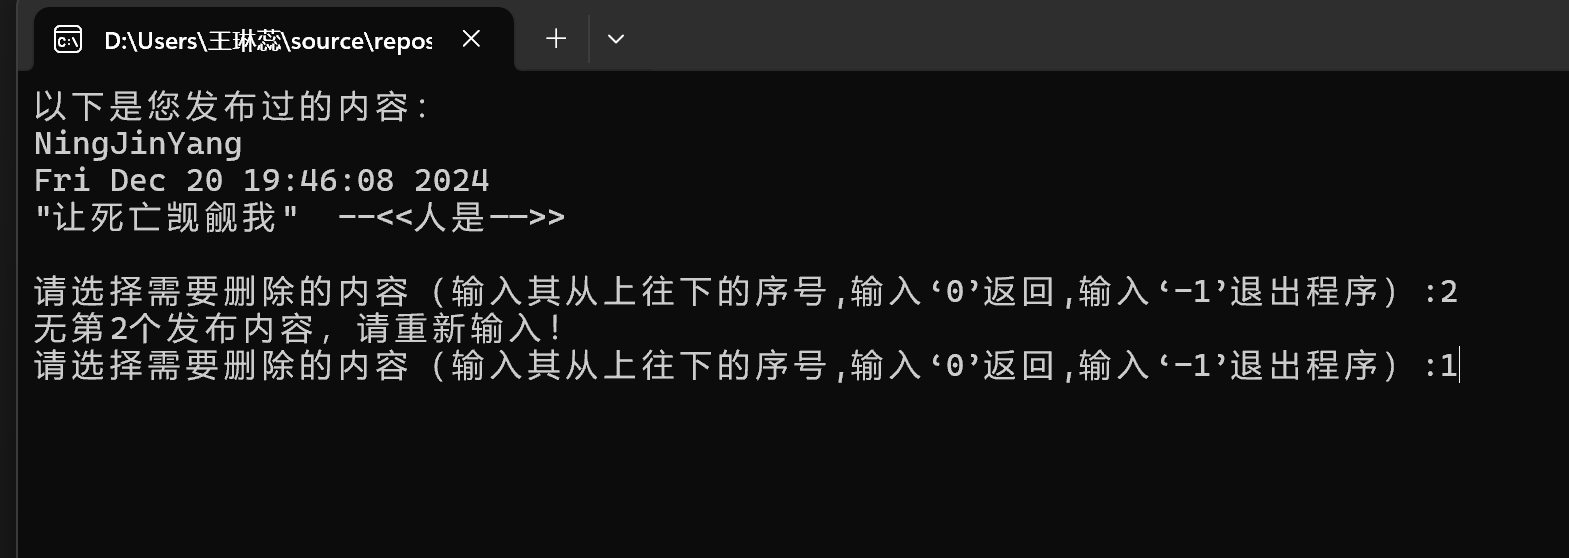 D:\Users\王琳蕊\source\repos
以下是您发布过的内容：
NingJinYang
Fri Dec 20 19:46:08 2024
"让死亡觊觎我"  --<<人是-->>
请选择需要删除的内容（输入其从上往下的序号,输入‘0’返回,输入‘-1’退出程序）:2
无第2个发布内容，请重新输入！
请选择需要删除的内容（输入其从上往下的序号,输入‘0’返回,输入‘-1’退出程序）:1